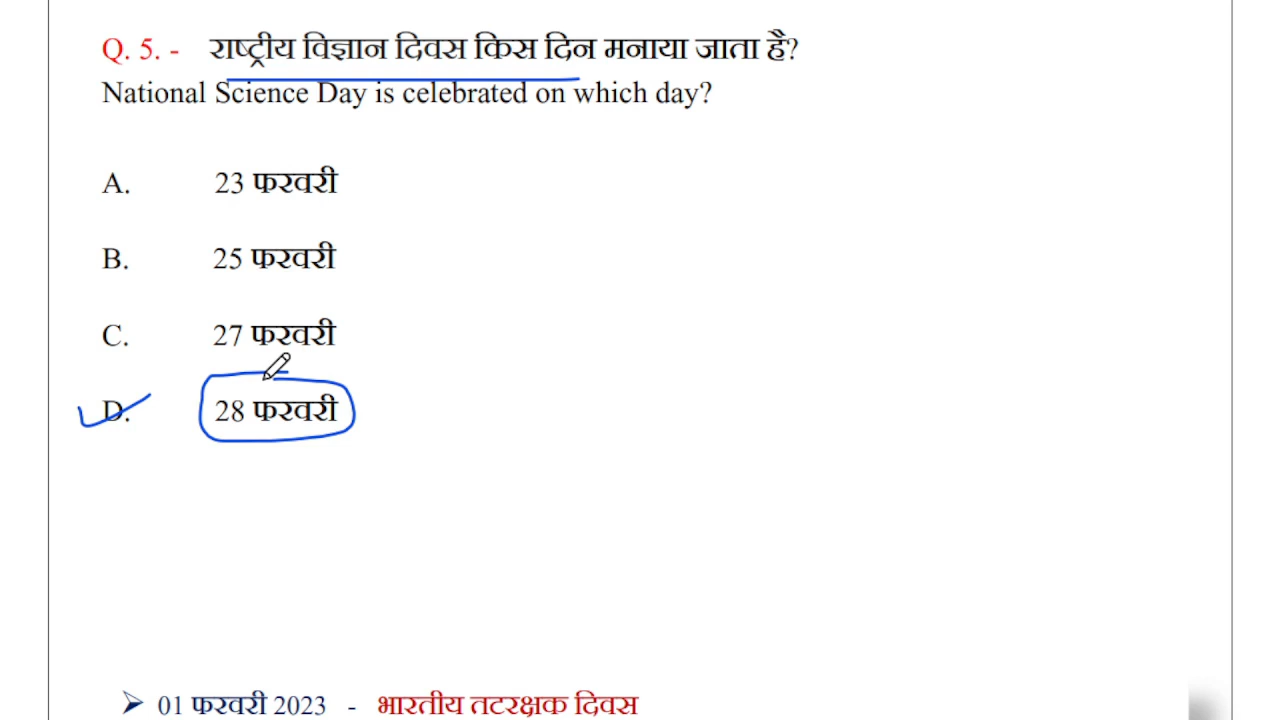 Q. 5. - राष्ट्रीय विज्ञान दिवस किस दिन मनाया जाता है?
National Science Day is celebrated on which day?
A. 23 फरवरी
B. 25 फरवरी
C. 27 फरवरी
D. 28 फरवरी
➢ 01 फरवरी 2023 - भारतीय तटरक्षक दिवस